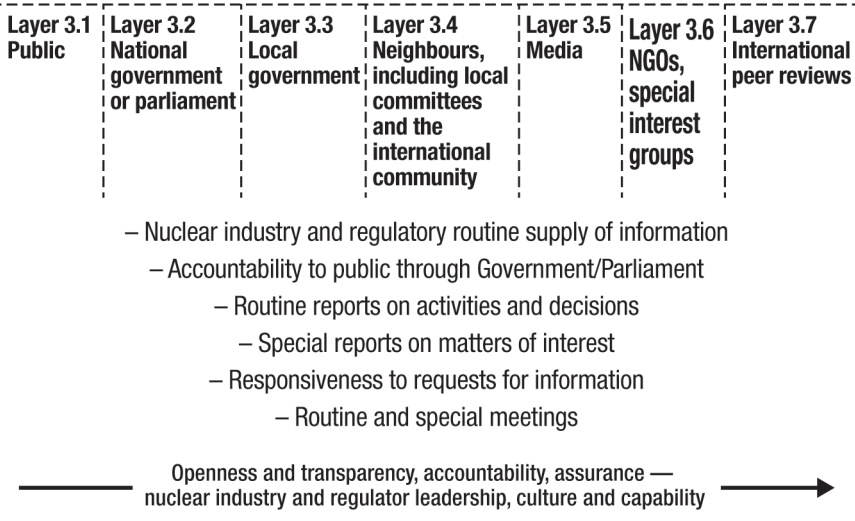 Layer 3.1
Public
Layer 3.2
National
government
or parliament
Layer 3.3
Local
government
Layer 3.4
Neighbours,
including local
committees
and the
international
community
Layer 3.5
Media
Layer 3.6
NGOs,
special
interest
groups
Layer 3.7
International
peer reviews
– Nuclear industry and regulatory routine supply of information
– Accountability to public through Government/Parliament
– Routine reports on activities and decisions
– Special reports on matters of interest
– Responsiveness to requests for information
– Routine and special meetings
Openness and transparency, accountability, assurance —
nuclear industry and regulator leadership, culture and capability